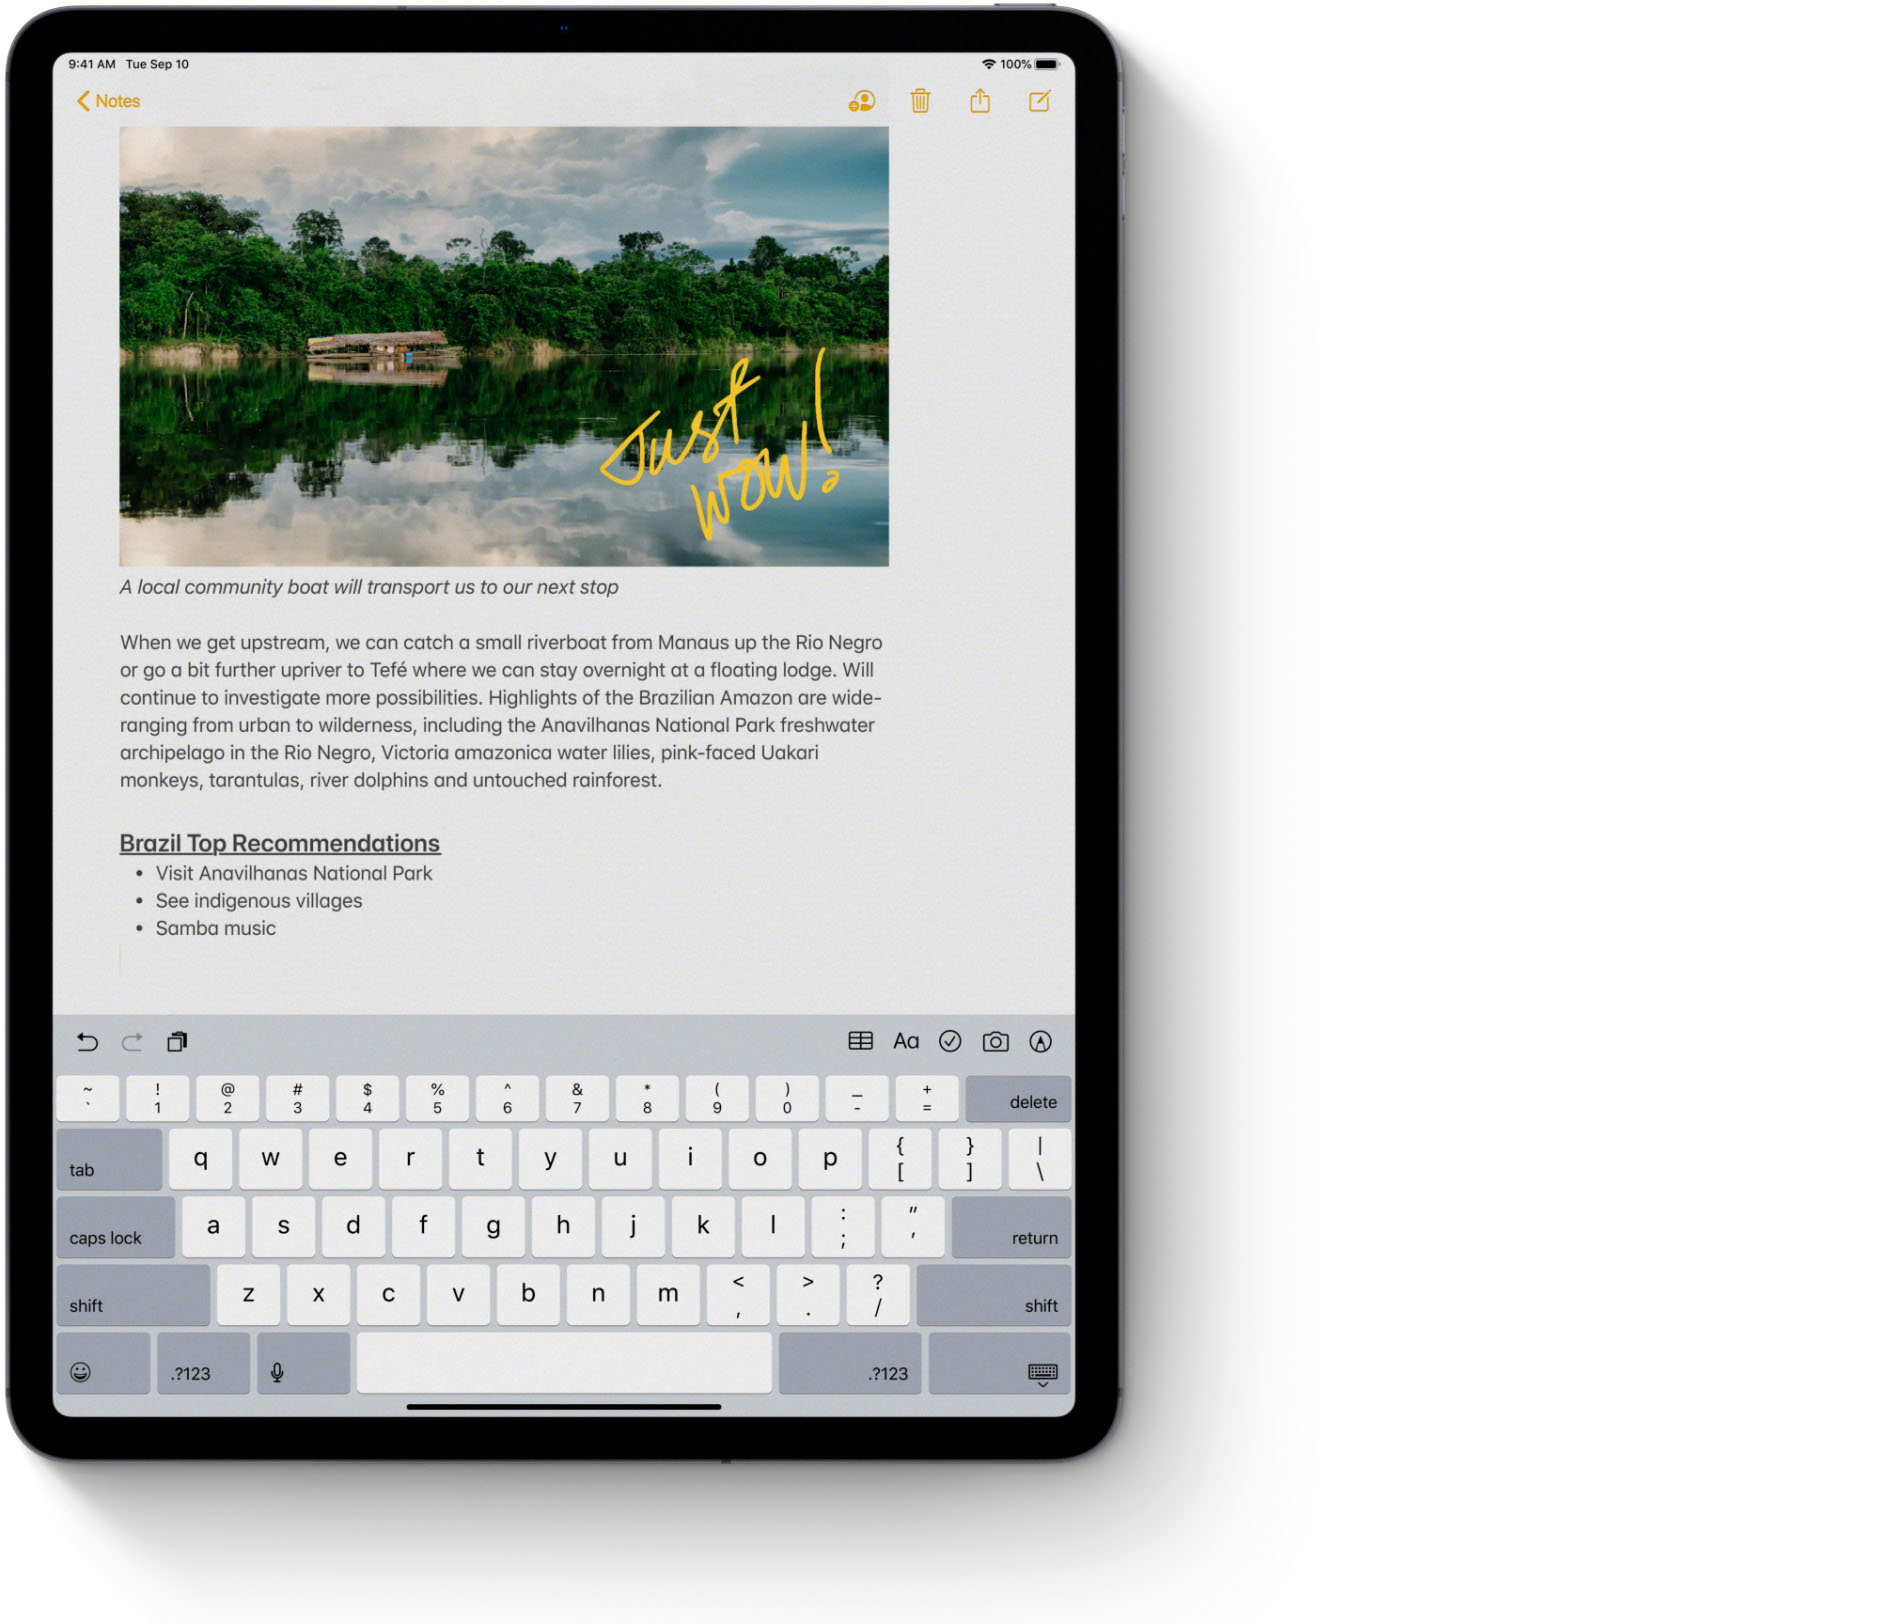 9:41 AM Tue Sep 10
100%
Notes
Just
wow!
A local community boat will transport us to our next stop
When we get upstream, we can catch a small riverboat from Manaus up the Rio Negro
or go a bit further upriver to Tefé where we can stay overnight at a floating lodge. Will
continue to investigate more possibilities. Highlights of the Brazilian Amazon are wide-
ranging from urban to wilderness, including the Anavilhanas National Park freshwater
archipelago in the Rio Negro, Victoria amazonica water lilies, pink-faced Uakari
monkeys, tarantulas, river dolphins and untouched rainforest.
Brazil Top Recommendations
• Visit Anavilhanas National Park
• See indigenous villages
• Samba music
Aa
~ ! @ # $ % ^ & * ( ) _ +
` 1 2 3 4 5 6 7 8 9 0 - = delete
tab q w e r t y u i o p { [ } ] | \
caps lock a s d f g h j k l : ; " ' return
shift z x c v b n m < , > . ? / shift
.?123 .?123